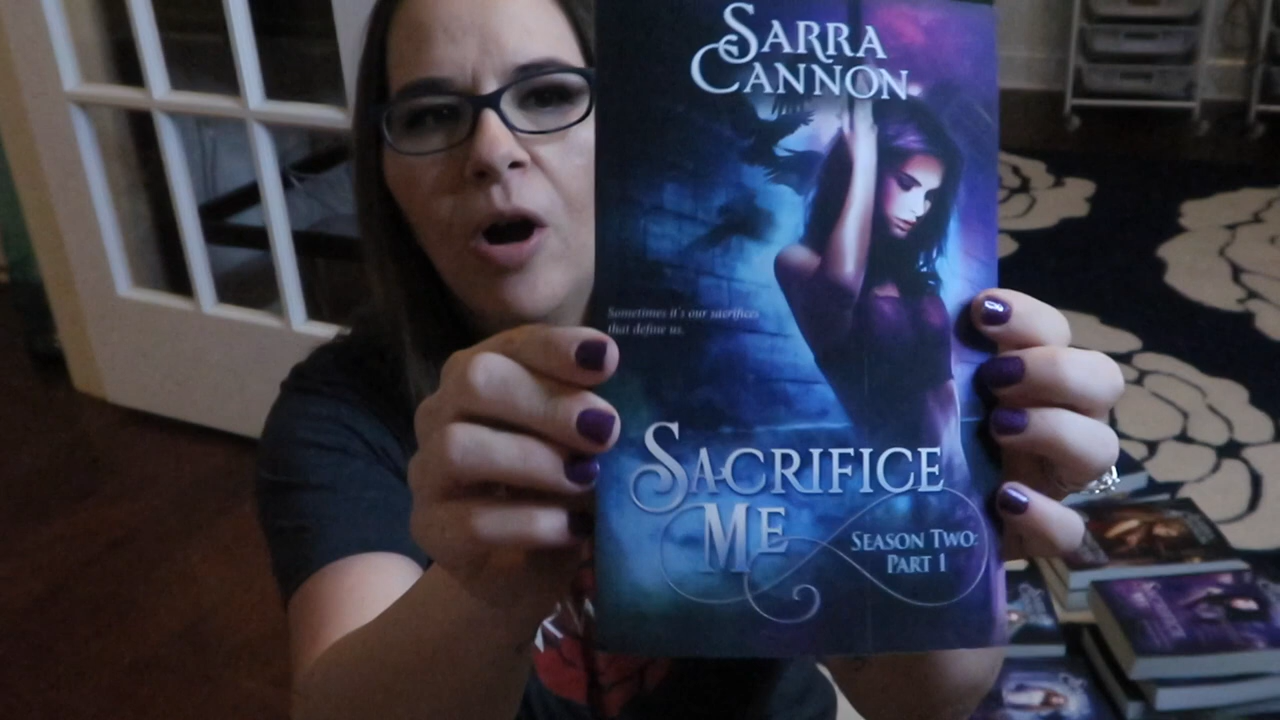 SARRA
CANNON
Sometimes it's our sacrifices
that define us.
SACRIFICE
ME
SEASON TWO:
PART 1